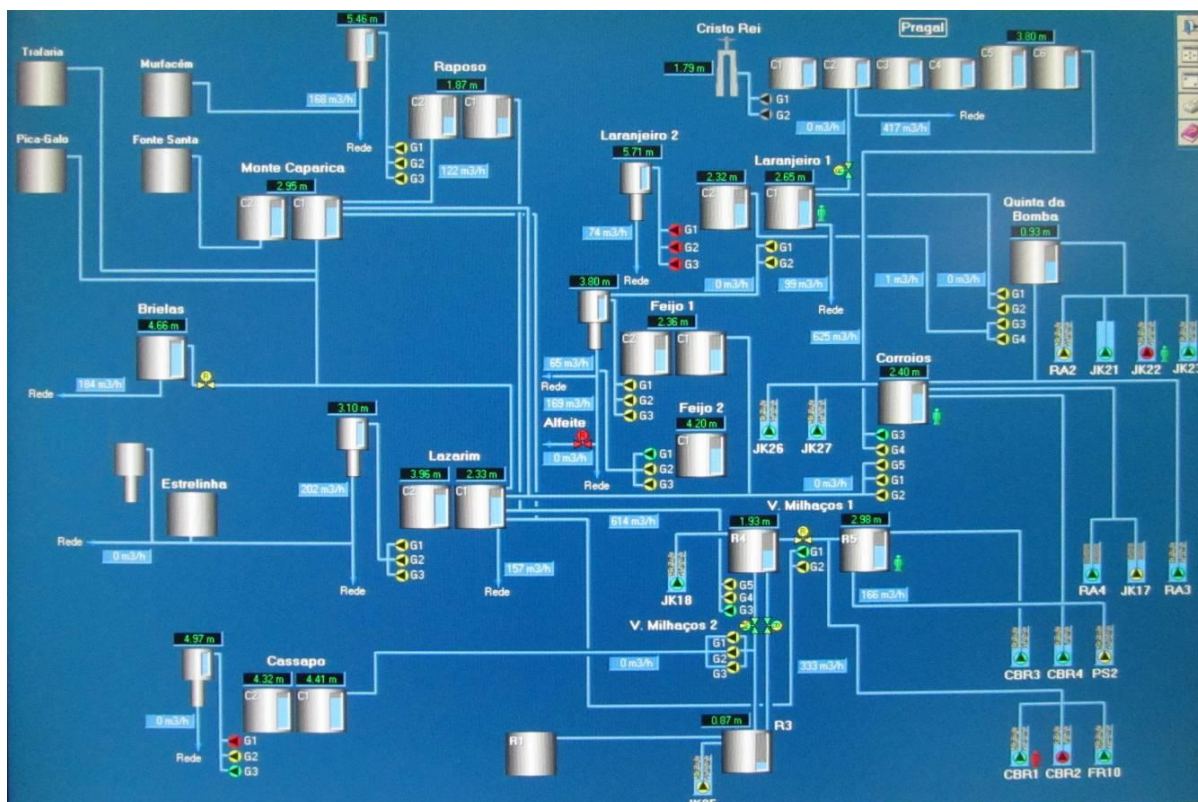 5.46 m
Cristo Rei
Pragal
3.80 m
Trafaria
Murfacém
Raposo
1.87 m
1.79 m
C1
C2
C3
C4
C5
C6
G1
G2
168 m3/h
C2
C1
0 m3/h
417 m3/h
Rede
Pica-Galo
Fonte Santa
Rede
G1
G2
G3
Laranjeiro 2
5.71 m
Laranjeiro 1
2.32 m
2.65 m
C2
C1
Monte Caparica
2.95 m
122 m3/h
C2
C1
Quinta da
Bomba
0.93 m
74 m3/h
G1
G2
G3
G1
G2
Rede
0 m3/h
99 m3/h
1 m3/h
0 m3/h
G1
G2
G3
G4
3.80 m
Rede
Brielas
4.66 m
Feijo 1
2.36 m
C2
C1
625 m3/h
RA2
JK21
JK22
JK23
184 m3/h
Rede
65 m3/h
Rede
169 m3/h
G1
G2
G3
Corroios
2.40 m
3.10 m
Alfeite
0 m3/h
Feijo 2
4.20 m
C1
JK26
JK27
G3
G4
G5
G1
G2
0 m3/h
G1
G2
G3
Rede
Lazarim
3.96 m
2.33 m
C2
C1
Estrelinha
202 m3/h
V. Milhaços 1
614 m3/h
1.93 m
2.98 m
R4
R5
Rede
0 m3/h
G1
G2
G3
157 m3/h
Rede
Rede
G1
G2
JK18
G5
G4
G3
166 m3/h
RA4
JK17
RA3
V. Milhaços 2
4.97 m
Cassapo
4.32 m
4.41 m
C2
C1
G1
G2
G3
0 m3/h
333 m3/h
CBR3
CBR4
PS2
0 m3/h
Rede
G1
G2
G3
0.87 m
R3
R1
CBR1
CBR2
FR10